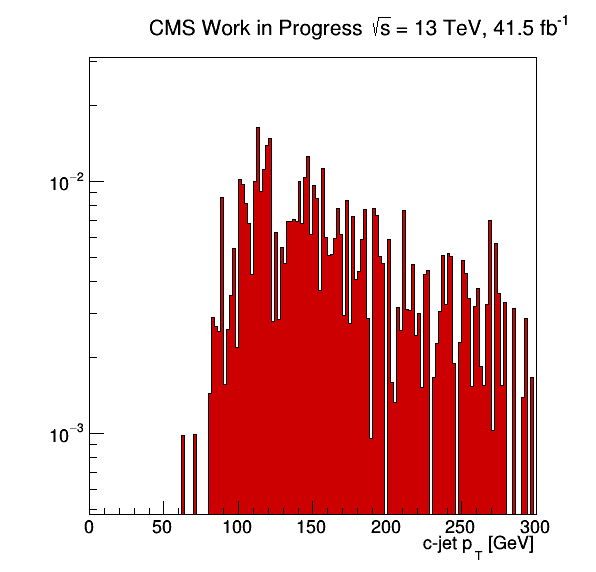 CMS Work in Progress √s = 13 TeV, 41.5 fb⁻¹
10⁻²
10⁻³
0 50 100 150 200 250 300
c-jet p_T [GeV]